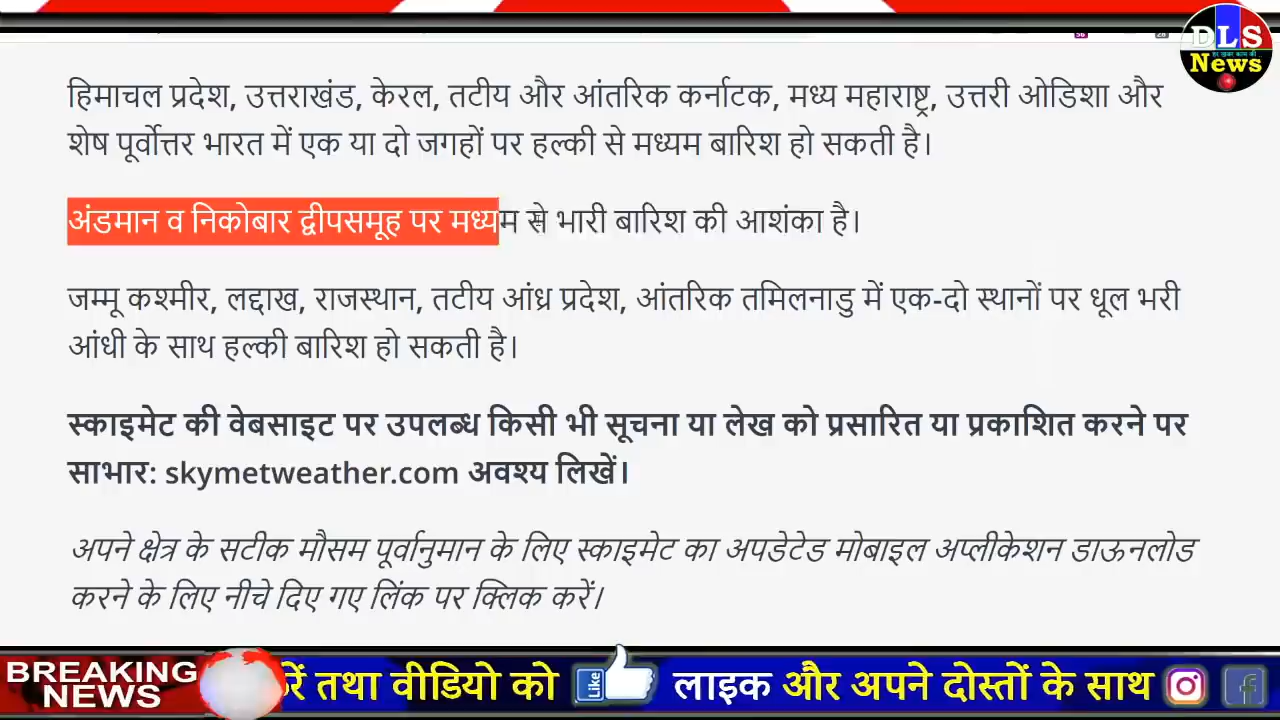 DLS
हर खबर काम की
News
हिमाचल प्रदेश, उत्तराखंड, केरल, तटीय और आंतरिक कर्नाटक, मध्य महाराष्ट्र, उत्तरी ओडिशा और
शेष पूर्वोत्तर भारत में एक या दो जगहों पर हल्की से मध्यम बारिश हो सकती है।
अंडमान व निकोबार द्वीपसमूह पर मध्यम से भारी बारिश की आशंका है।
जम्मू कश्मीर, लद्दाख, राजस्थान, तटीय आंध्र प्रदेश, आंतरिक तमिलनाडु में एक-दो स्थानों पर धूल भरी
आंधी के साथ हल्की बारिश हो सकती है।
स्काइमेट की वेबसाइट पर उपलब्ध किसी भी सूचना या लेख को प्रसारित या प्रकाशित करने पर
साभार: skymetweather.com अवश्य लिखें।
अपने क्षेत्र के सटीक मौसम पूर्वानुमान के लिए स्काइमेट का अपडेटेड मोबाइल अप्लीकेशन डाऊनलोड
करने के लिए नीचे दिए गए लिंक पर क्लिक करें।
BREAKING
NEWS
तथा वीडियो को Like लाइक और अपने दोस्तों के साथ